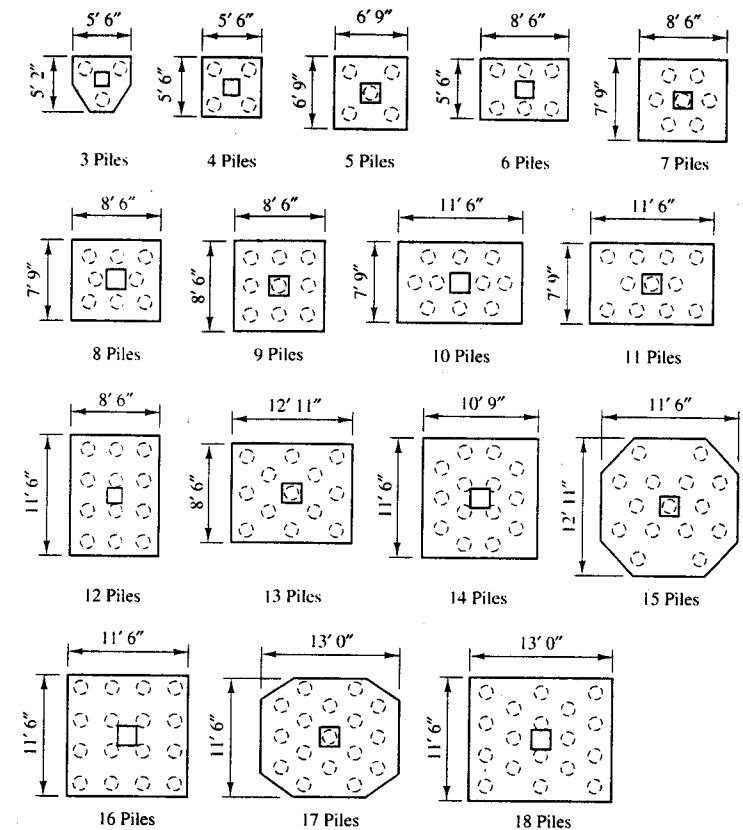 5′ 6″ 5′ 6″ 6′ 9″ 8′ 6″ 8′ 6″
5′ 2″ 5′ 6″ 6′ 9″ 5′ 6″ 7′ 9″
3 Piles 4 Piles 5 Piles 6 Piles 7 Piles
8′ 6″ 8′ 6″ 11′ 6″ 11′ 6″
7′ 9″ 8′ 6″ 7′ 9″ 7′ 9″
8 Piles 9 Piles 10 Piles 11 Piles
8′ 6″ 12′ 11″ 10′ 9″ 11′ 6″
11′ 6″ 8′ 6″ 11′ 6″ 12′ 11″
12 Piles 13 Piles 14 Piles 15 Piles
11′ 6″ 13′ 0″ 13′ 0″
11′ 6″ 11′ 6″ 11′ 6″
16 Piles 17 Piles 18 Piles